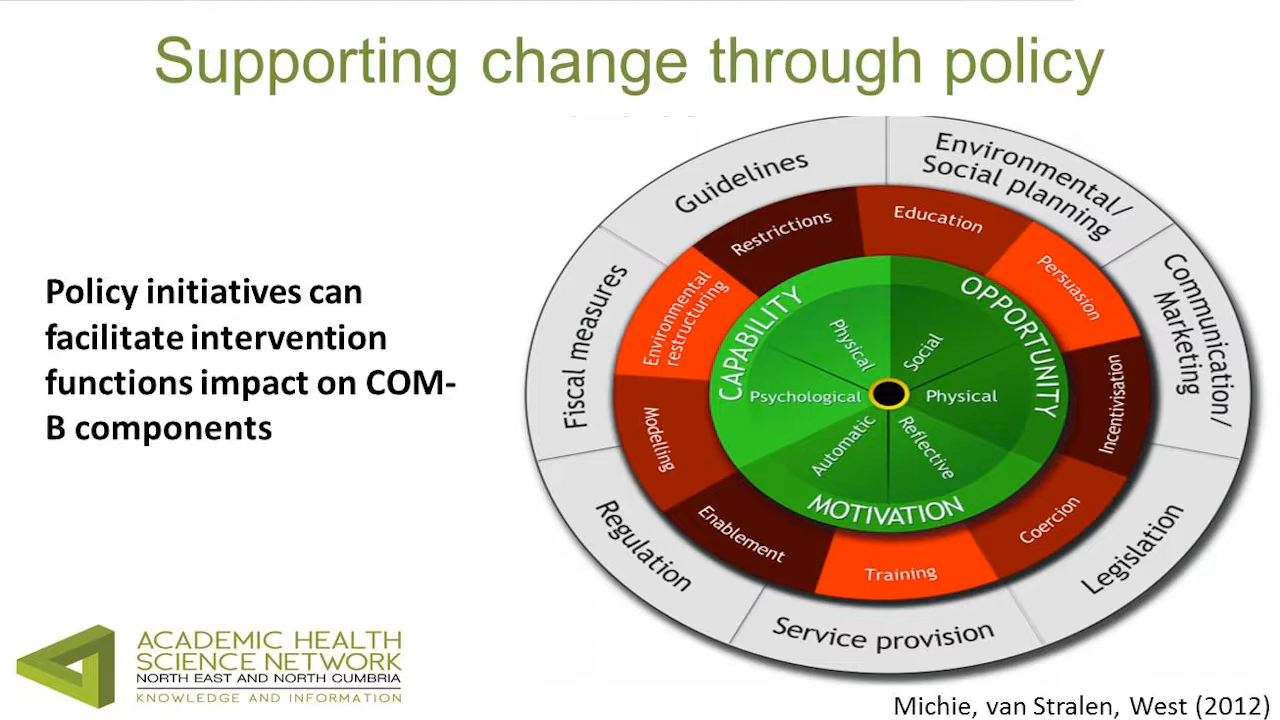 Supporting change through policy
Policy initiatives can
facilitate intervention
functions impact on COM-
B components
Guidelines
Environmental/
Social planning
Communication/
Marketing
Legislation
Service provision
Regulation
Fiscal measures
Restrictions
Education
Persuasion
Incentivisation
Coercion
Training
Enablement
Modelling
Environmental
restructuring
CAPABILITY
OPPORTUNITY
MOTIVATION
Physical
Social
Psychological
Physical
Automatic
Reflective
ACADEMIC HEALTH
SCIENCE NETWORK
NORTH EAST AND NORTH CUMBRIA
KNOWLEDGE AND INFORMATION
Michie, van Stralen, West (2012)